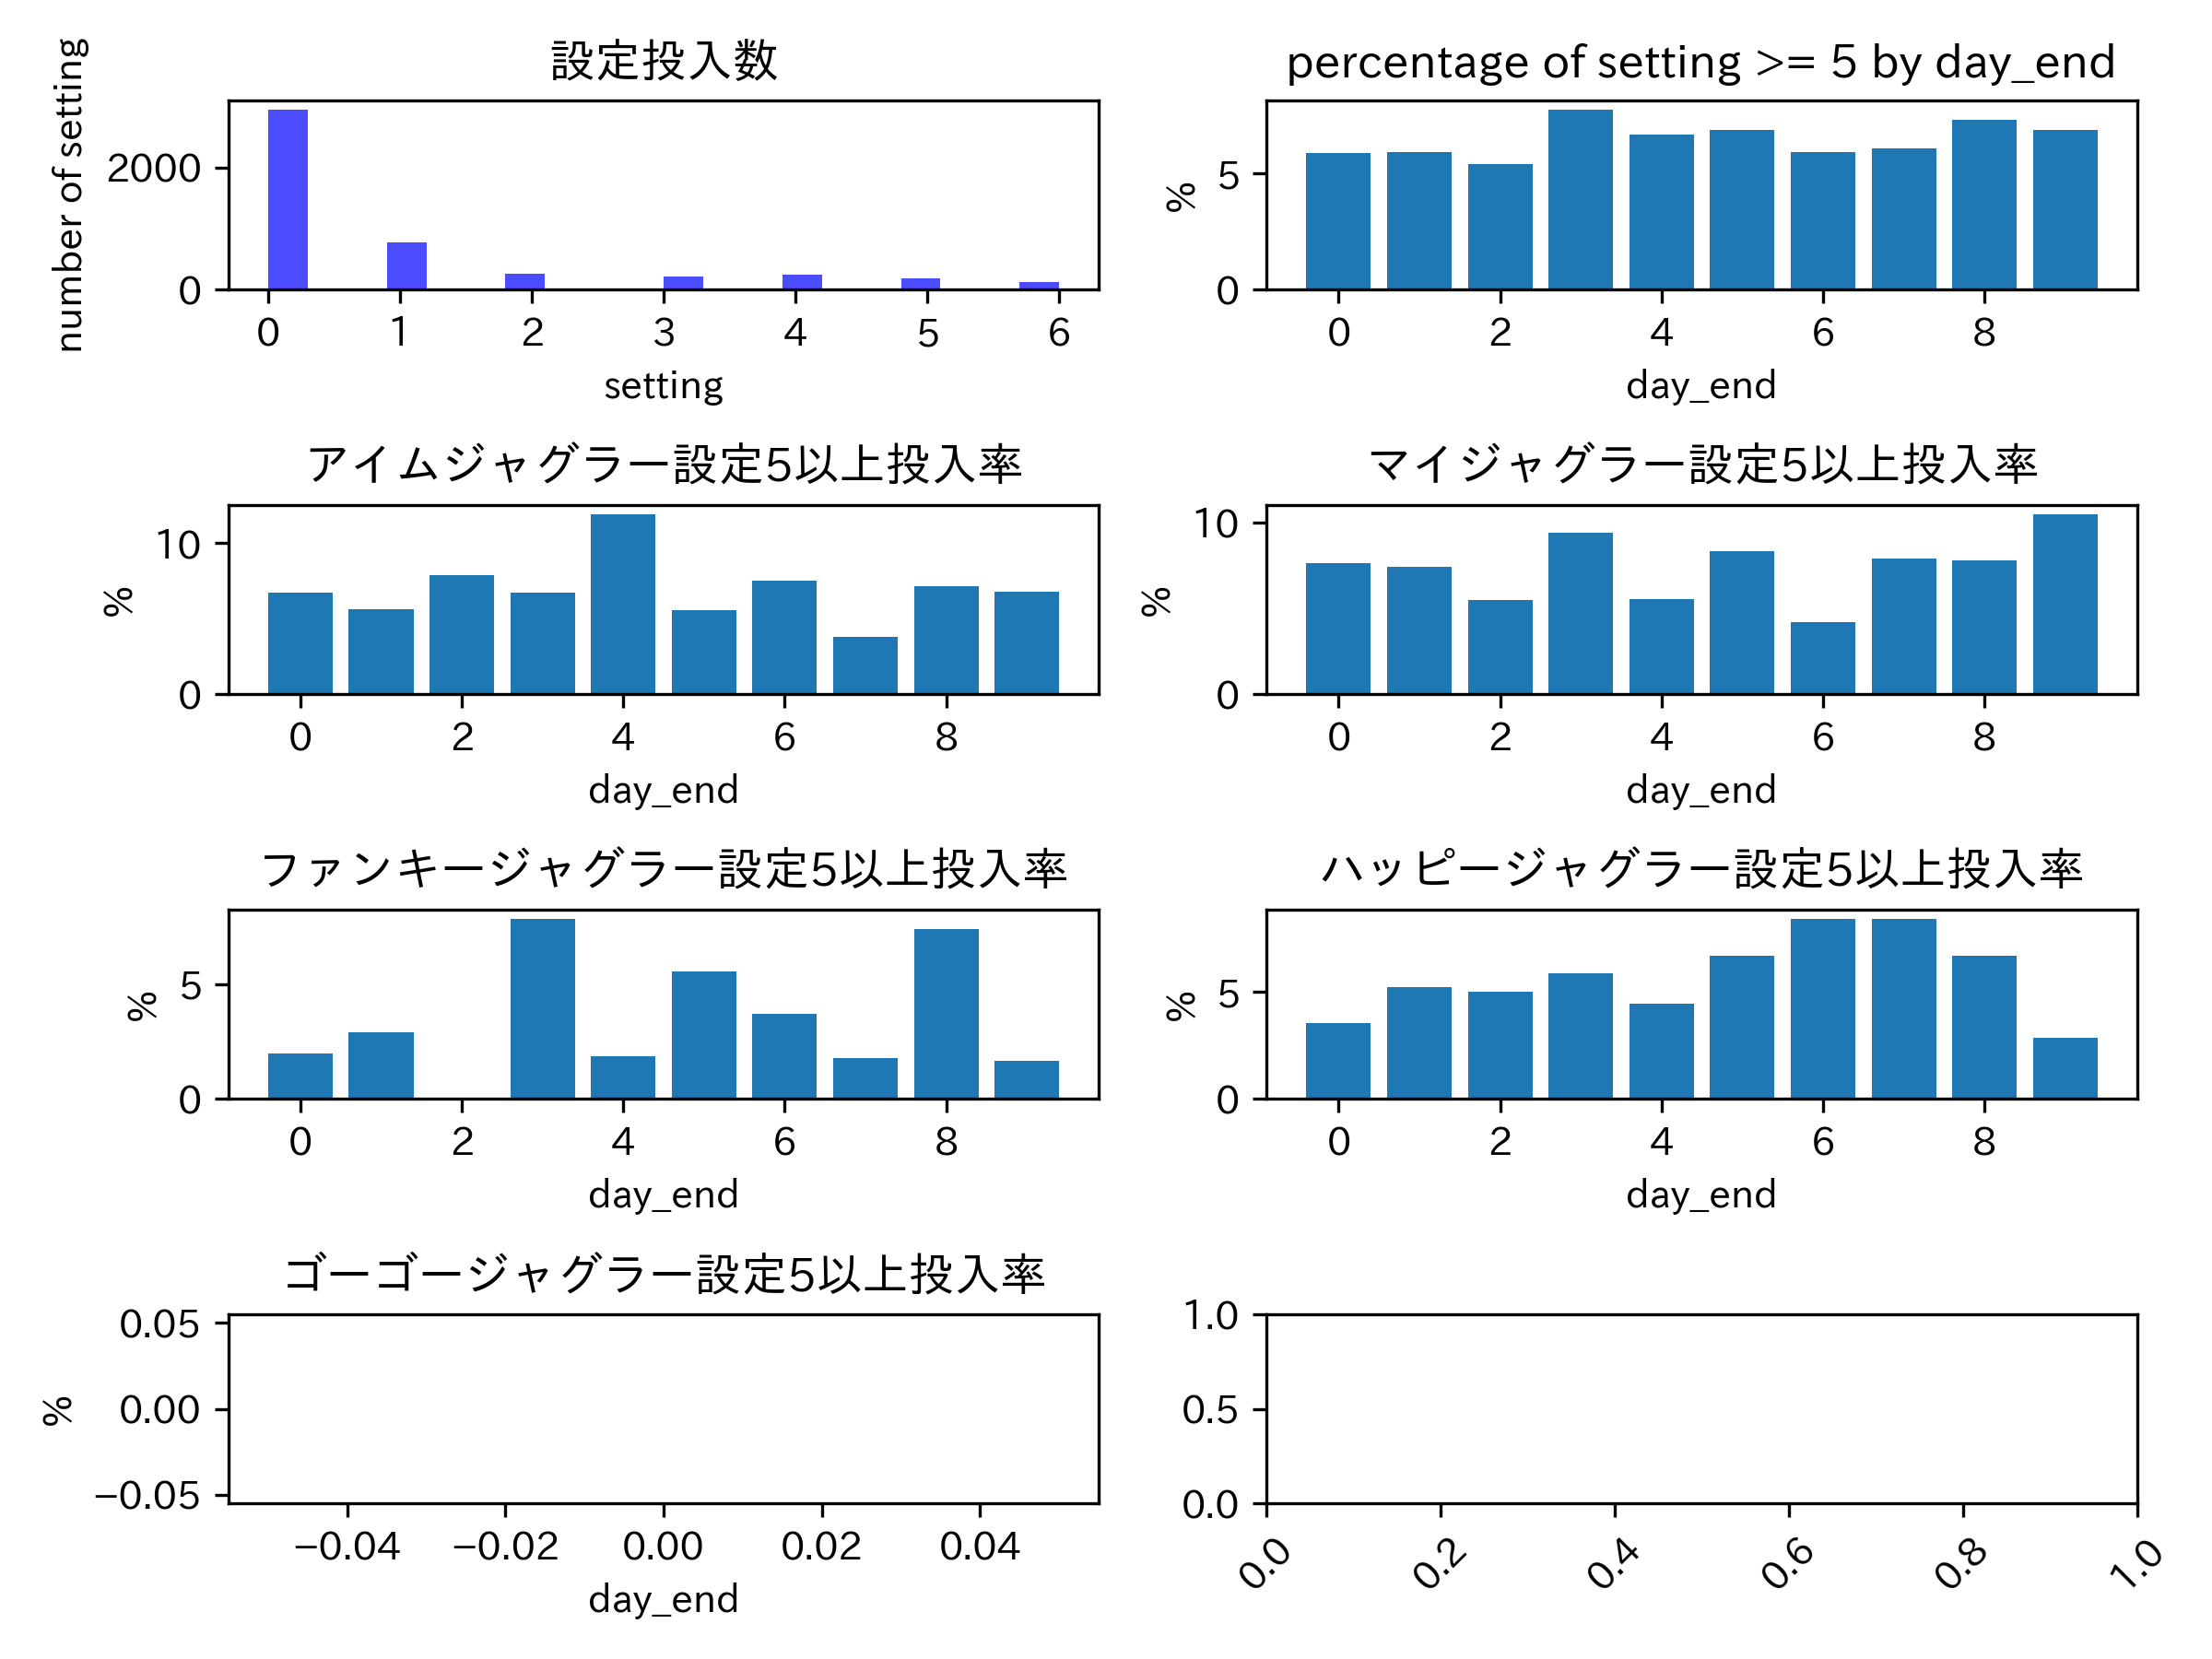 設定投入数
number of setting
2000
0
0 1 2 3 4 5 6
setting
percentage of setting >= 5 by day_end
%
5
0
0 2 4 6 8
day_end
アイムジャグラー設定5以上投入率
%
10
0
0 2 4 6 8
day_end
マイジャグラー設定5以上投入率
%
10
0
0 2 4 6 8
day_end
ファンキージャグラー設定5以上投入率
%
5
0
0 2 4 6 8
day_end
ハッピージャグラー設定5以上投入率
%
5
0
0 2 4 6 8
day_end
ゴーゴージャグラー設定5以上投入率
%
0.05
0.00
−0.05
−0.04 −0.02 0.00 0.02 0.04
day_end
1.0
0.5
0.0
0.0 0.2 0.4 0.6 0.8 1.0